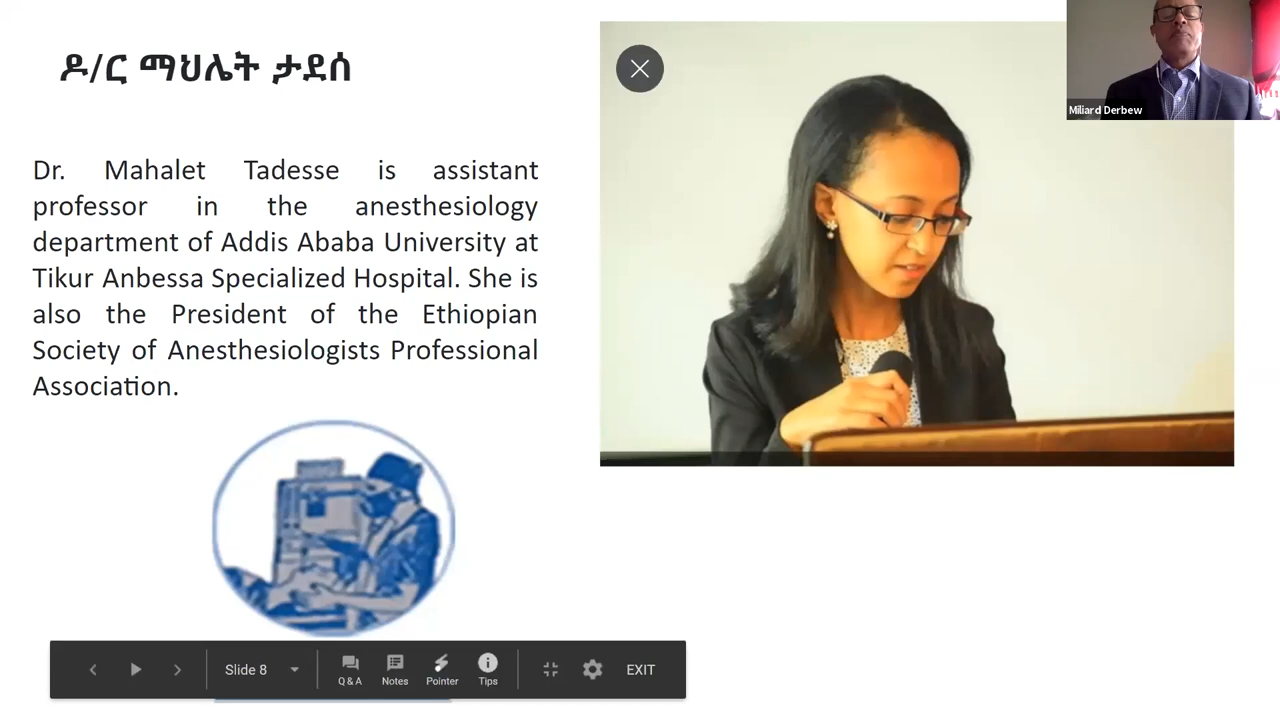 ዶ/ር ማህሌት ታደሰ
Dr. Mahalet Tadesse is assistant
professor in the anesthesiology
department of Addis Ababa University at
Tikur Anbessa Specialized Hospital. She is
also the President of the Ethiopian
Society of Anesthesiologists Professional
Association.
Miliard Derbew
Slide 8
Q & A
Notes
Pointer
Tips
EXIT